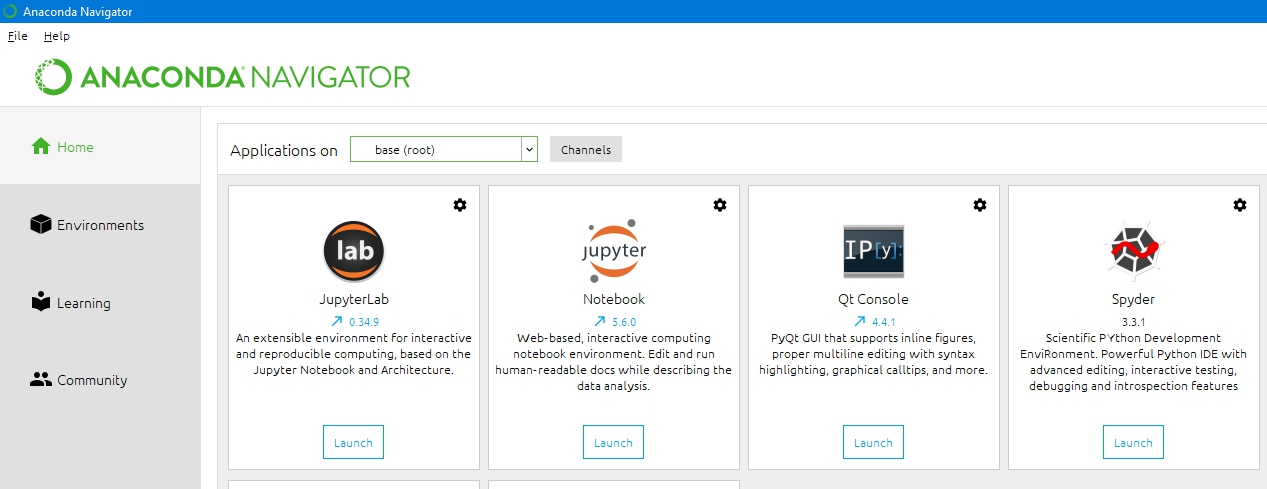 Anaconda Navigator
File Help
ANACONDA NAVIGATOR
Home
Environments
Learning
Community
Applications on base (root) Channels
lab
JupyterLab
0.34.9
An extensible environment for interactive
and reproducible computing, based on the
Jupyter Notebook and Architecture.
Launch
jupyter
Notebook
5.6.0
Web-based, interactive computing
notebook environment. Edit and run
human-readable docs while describing the
data analysis.
Launch
IP[y]:
Qt Console
4.4.1
PyQt GUI that supports inline figures,
proper multiline editing with syntax
highlighting, graphical calltips, and more.
Launch
Spyder
3.3.1
Scientific PYthon Development
EnviRonment. Powerful Python IDE with
advanced editing, interactive testing,
debugging and introspection features
Launch